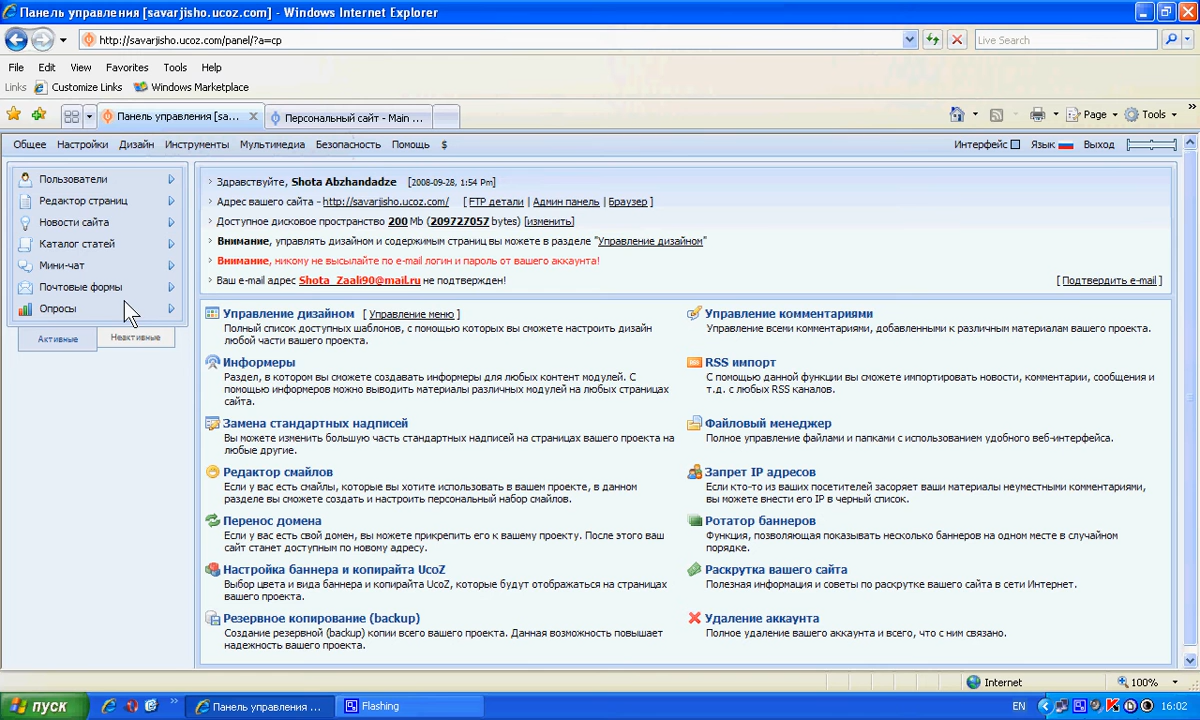 Панель управления [savarjisho.ucoz.com] - Windows Internet Explorer
http://savarjisho.ucoz.com/panel/?a=cp
Live Search
File Edit View Favorites Tools Help
Links Customize Links Windows Marketplace
Панель управления [sa... Персональный сайт - Main ... Page Tools
Общее Настройки Дизайн Инструменты Мультимедиа Безопасность Помощь $ Интерфейс Язык Выход
Пользователи
Редактор страниц
Новости сайта
Каталог статей
Мини-чат
Почтовые формы
Опросы
Активные Неактивные
Здравствуйте, Shota Abzhandadze [2008-09-28, 1:54 Pm]
Адрес вашего сайта - http://savarjisho.ucoz.com/ [ FTP детали | Админ панель | Браузер ]
Доступное дисковое пространство 200 Mb (209727057 bytes) [изменить]
Внимание, управлять дизайном и содержимым страниц вы можете в разделе "Управление дизайном"
Внимание, никому не высылайте по e-mail логин и пароль от вашего аккаунта!
Ваш e-mail адрес Shota_Zaali90@mail.ru не подтвержден! [ Подтвердить e-mail ]
Управление дизайном [ Управление меню ]
Полный список доступных шаблонов, с помощью которых вы сможете настроить дизайн
любой части вашего проекта.
Информеры
Раздел, в котором вы сможете создавать информеры для любых контент модулей. С
помощью информеров можно выводить материалы различных модулей на любых страницах
сайта.
Замена стандартных надписей
Вы можете изменить большую часть стандартных надписей на страницах вашего проекта на
любые другие.
Редактор смайлов
Если у вас есть смайлы, которые вы хотите использовать в вашем проекте, в данном
разделе вы сможете создать и настроить персональный набор смайлов.
Перенос домена
Если у вас есть свой домен, вы можете прикрепить его к вашему проекту. После этого ваш
сайт станет доступным по новому адресу.
Настройка баннера и копирайта UcoZ
Выбор цвета и вида баннера и копирайта UcoZ, которые будут отображаться на страницах
вашего проекта.
Резервное копирование (backup)
Создание резервной (backup) копии всего вашего проекта. Данная возможность повышает
надежность вашего проекта.
Управление комментариями
Управление всеми комментариями, добавленными к различным материалам вашего проекта.
RSS импорт
С помощью данной функции вы сможете импортировать новости, комментарии, сообщения и
т.д. с любых RSS каналов.
Файловый менеджер
Полное управление файлами и папками с использованием удобного веб-интерфейса.
Запрет IP адресов
Если кто-то из ваших посетителей засоряет ваши материалы неуместными комментариями,
вы можете внести его IP в черный список.
Ротатор баннеров
Функция, позволяющая показывать несколько баннеров на одном месте в случайном
порядке.
Раскрутка вашего сайта
Полезная информация и советы по раскрутке вашего сайта в сети Интернет.
Удаление аккаунта
Полное удаление вашего аккаунта и всего, что с ним связано.
Internet 100%
пуск Панель управления ... Flashing EN 16:02